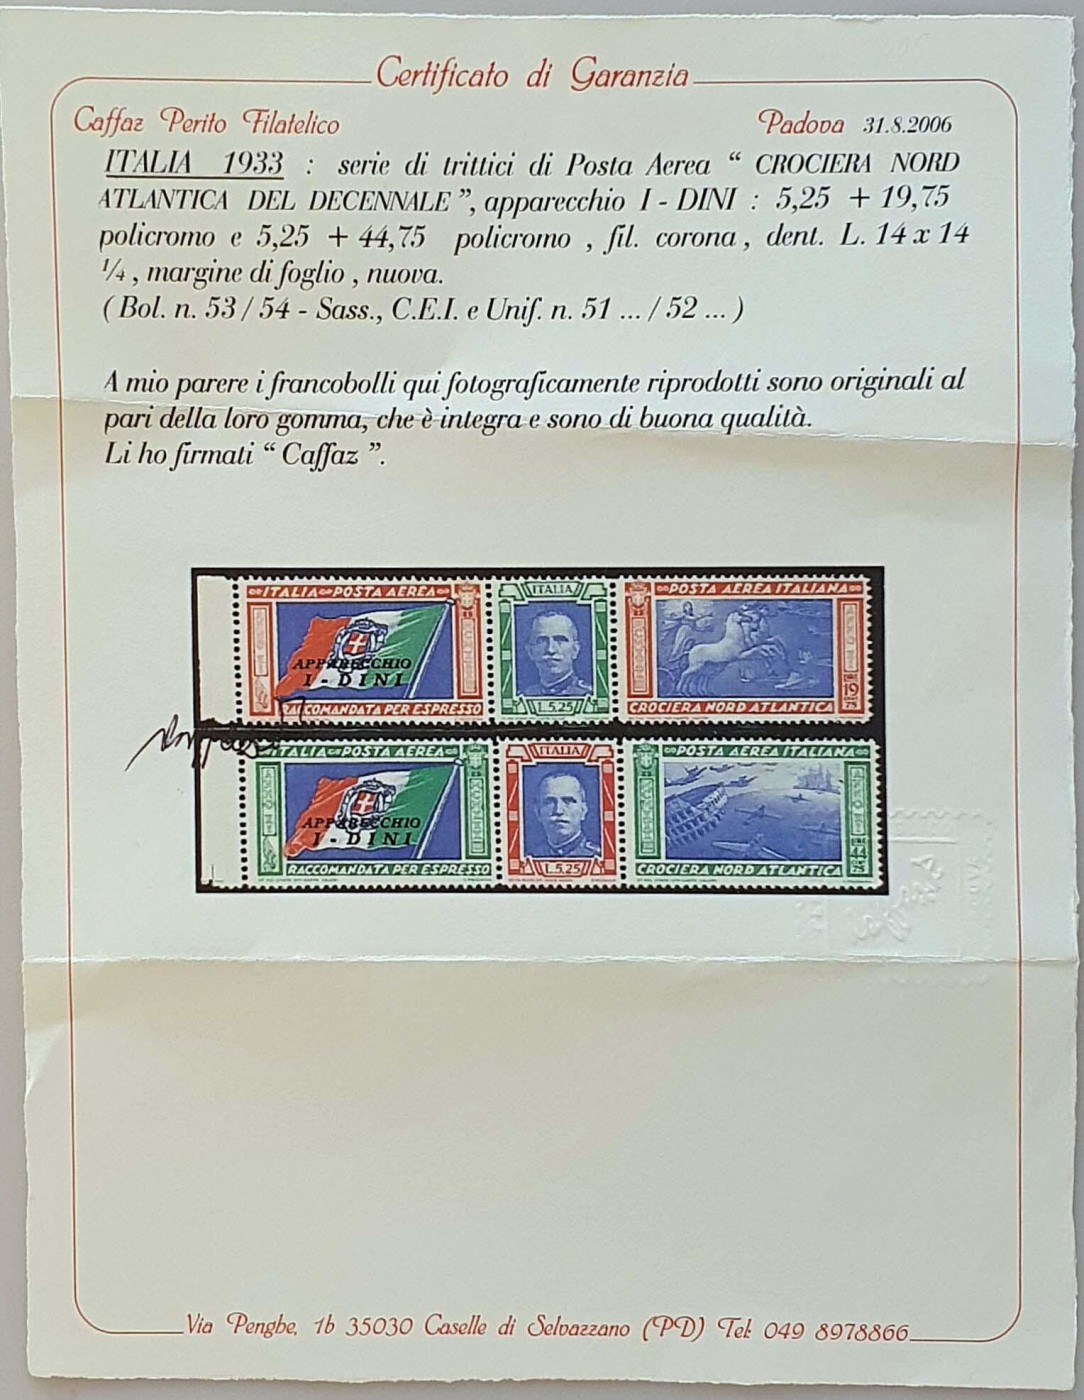 Certificato di Garanzia
Caffaz Perito Filatelico
Padova 31.8.2006
ITALIA 1933 : serie di trittici di Posta Aerea “ CROCIERA NORD
ATLANTICA DEL DECENNALE ”, apparecchio I - DINI : 5,25 + 19,75
policromo e 5,25 + 44,75 policromo , fil. corona , dent. L. 14 x 14
¼ , margine di foglio , nuova.
( Bol. n. 53 / 54 - Sass., C.E.I. e Unif. n. 51 ... / 52 ... )
A mio parere i francobolli qui fotograficamente riprodotti sono originali al
pari della loro gomma, che è integra e sono di buona qualità.
Li ho firmati “ Caffaz ”.
ITALIA POSTA AEREA
APPARECCHIO
I - DINI
RACCOMANDATA PER ESPRESSO
ITALIA
L.5,25
POSTA AEREA ITALIANA
LIRE
19
75
CROCIERA NORD ATLANTICA
ITALIA POSTA AEREA
APPARECCHIO
I - DINI
RACCOMANDATA PER ESPRESSO
ITALIA
L.5,25
POSTA AEREA ITALIANA
LIRE
44
75
CROCIERA NORD ATLANTICA
Via Penghe, 1b 35030 Caselle di Selvazzano (PD) Tel: 049 8978866